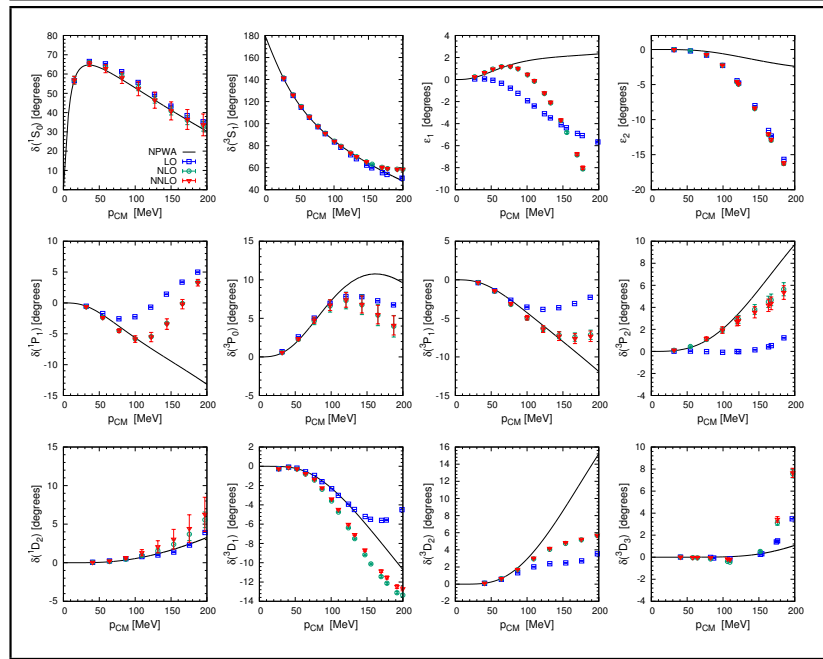 δ(¹S₀) [degrees]
80
70
60
50
40
30
20
10
0
NPWA
LO
NLO
NNLO
0 50 100 150 200
p_CM [MeV]
δ(³S₁) [degrees]
180
160
140
120
100
80
60
40
0 50 100 150 200
p_CM [MeV]
ε₁ [degrees]
6
4
2
0
-2
-4
-6
-8
-10
0 50 100 150 200
p_CM [MeV]
ε₂ [degrees]
5
0
-5
-10
-15
-20
0 50 100 150 200
p_CM [MeV]
δ(¹P₁) [degrees]
10
5
0
-5
-10
-15
0 50 100 150 200
p_CM [MeV]
δ(³P₀) [degrees]
15
10
5
0
-5
0 50 100 150 200
p_CM [MeV]
δ(³P₁) [degrees]
5
0
-5
-10
-15
0 50 100 150 200
p_CM [MeV]
δ(³P₂) [degrees]
10
8
6
4
2
0
-2
-4
0 50 100 150 200
p_CM [MeV]
δ(¹D₂) [degrees]
20
15
10
5
0
-5
0 50 100 150 200
p_CM [MeV]
δ(³D₁) [degrees]
2
0
-2
-4
-6
-8
-10
-12
-14
0 50 100 150 200
p_CM [MeV]
δ(³D₂) [degrees]
16
14
12
10
8
6
4
2
0
-2
0 50 100 150 200
p_CM [MeV]
δ(³D₃) [degrees]
10
8
6
4
2
0
-2
-4
0 50 100 150 200
p_CM [MeV]